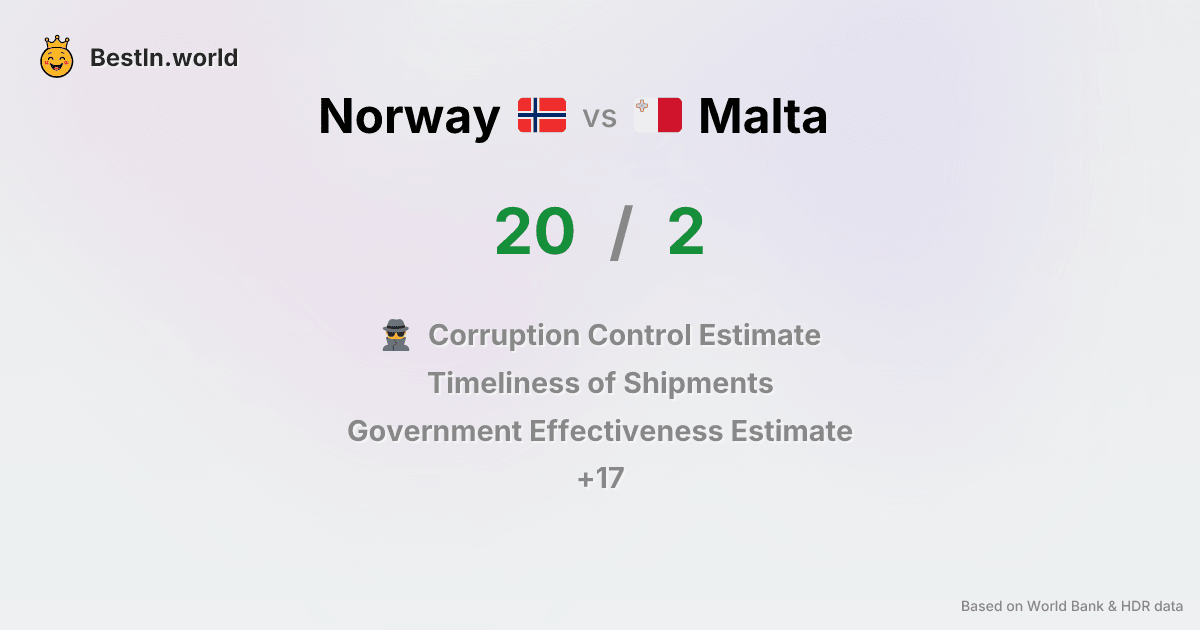 BestIn.world
Norway vs Malta
20 / 2
Corruption Control Estimate
Timeliness of Shipments
Government Effectiveness Estimate
+17
Based on World Bank & HDR data